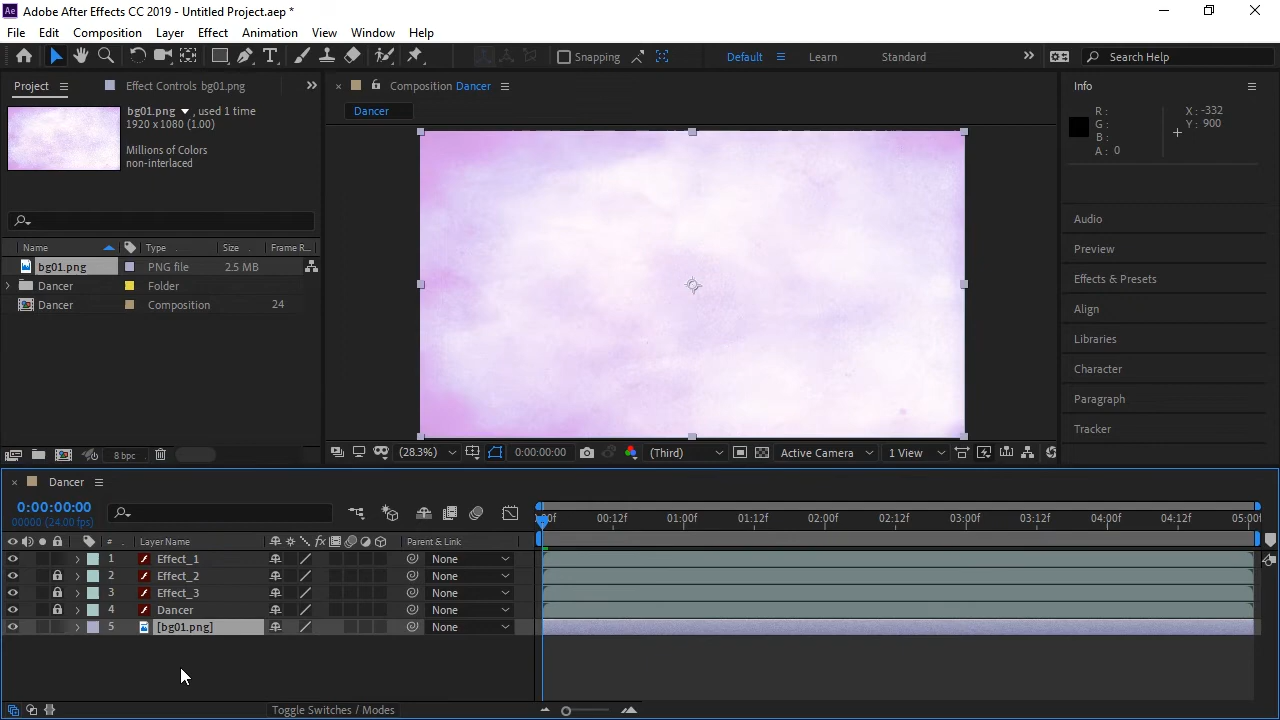 Ae Adobe After Effects CC 2019 - Untitled Project.aep *
File Edit Composition Layer Effect Animation View Window Help
Snapping Default Learn Standard Search Help
Project Effect Controls bg01.png
Composition Dancer
Info
Dancer
bg01.png , used 1 time
1920 x 1080 (1.00)
Millions of Colors
non-interlaced
R :
G :
B :
A : 0
X : -332
Y : 900
Name Type Size Frame R...
bg01.png PNG file 2.5 MB
Dancer Folder
Dancer Composition 24
Audio
Preview
Effects & Presets
Align
Libraries
Character
Paragraph
Tracker
8 bpc
(28.3%) 0:00:00:00 (Third) Active Camera 1 View
Dancer
0:00:00:00
00000 (24.00 fps)
:00f 00:12f 01:00f 01:12f 02:00f 02:12f 03:00f 03:12f 04:00f 04:12f 05:00f
# Layer Name fx Parent & Link
1 Effect_1 None
2 Effect_2 None
3 Effect_3 None
4 Dancer None
5 [bg01.png] None
Toggle Switches / Modes